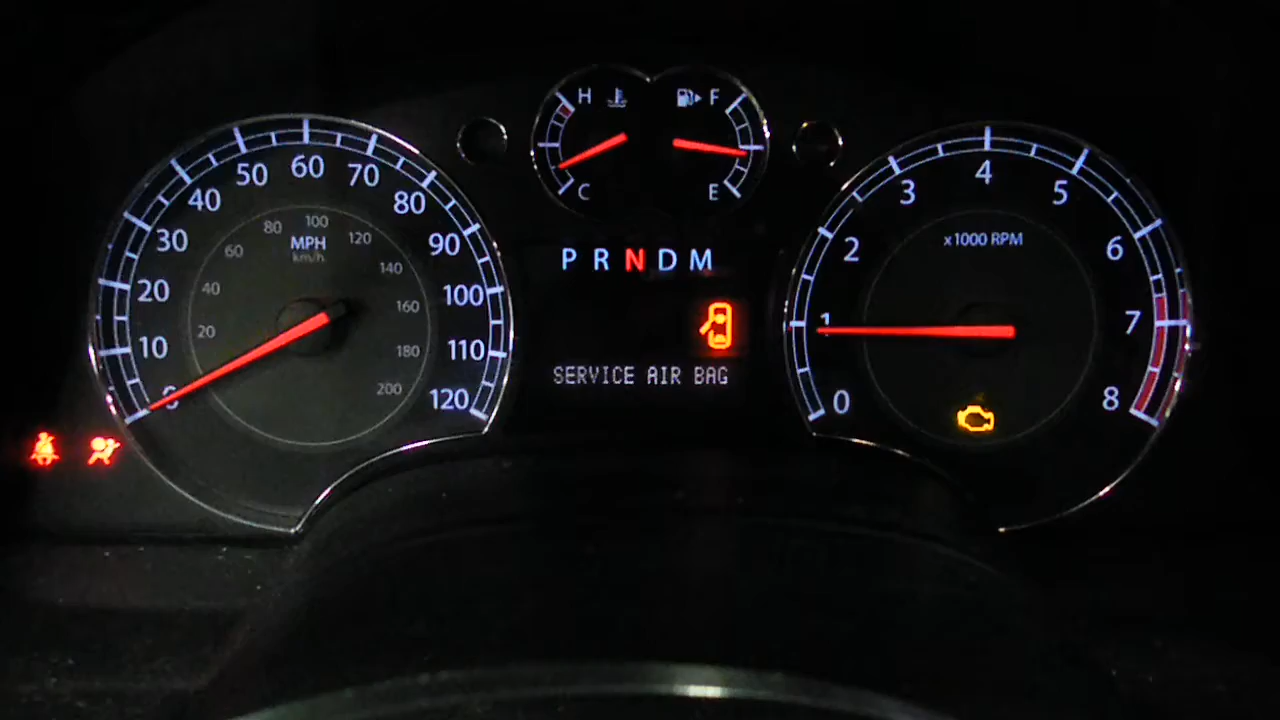 H F
C E
0 10 20 30 40 50 60 70 80 90 100 110 120
20 40 60 80 100 120 140 160 180 200
MPH
km/h
P R N D M
SERVICE AIR BAG
0 1 2 3 4 5 6 7 8
x1000 RPM